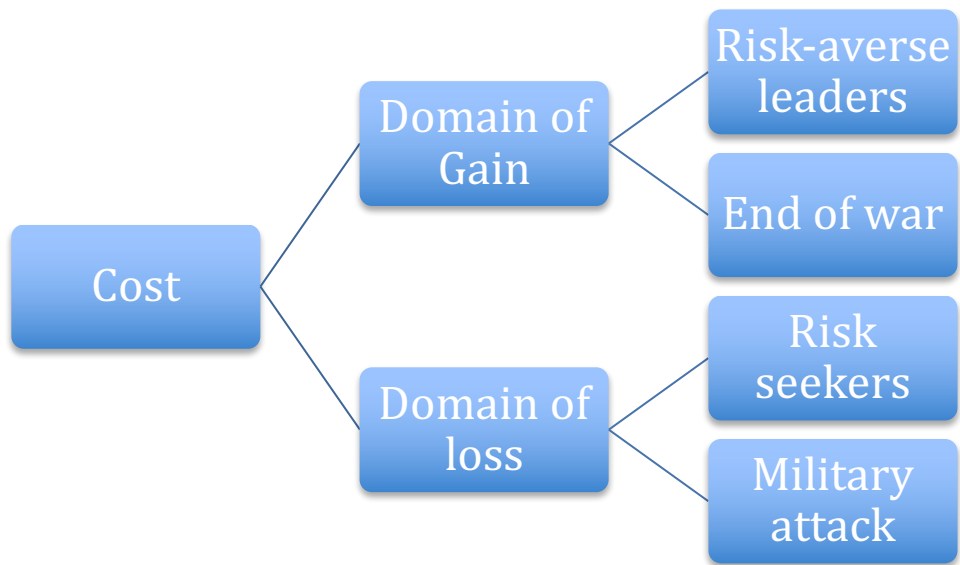 Cost
Domain of
Gain
Risk-averse
leaders
End of war
Domain of
loss
Risk
seekers
Military
attack